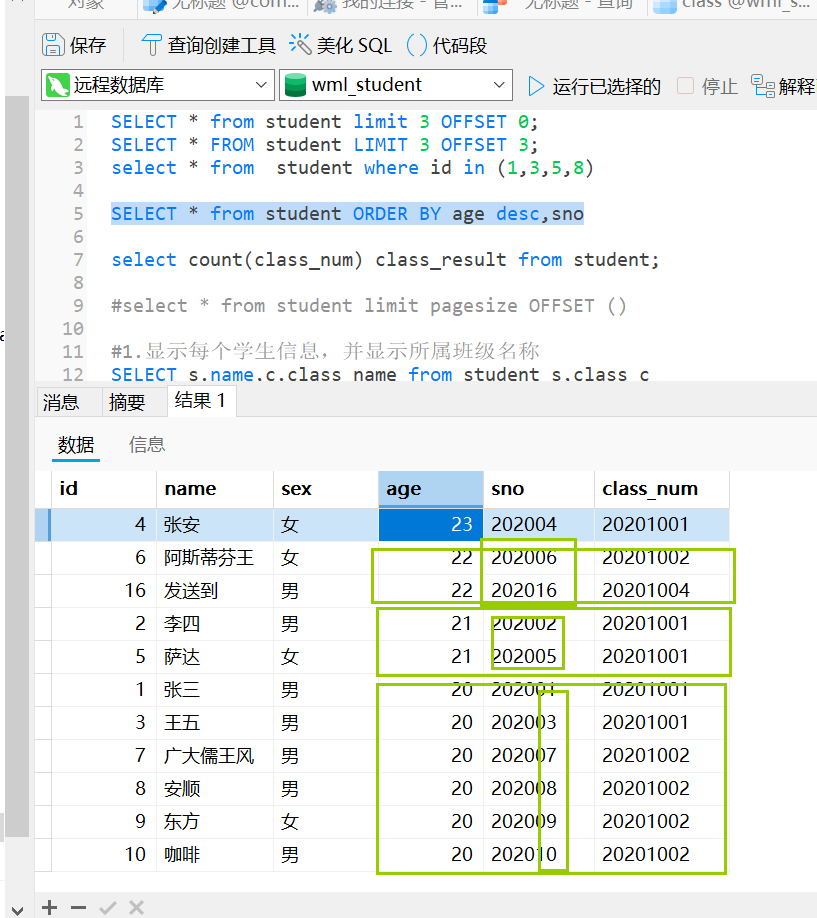 对象 无标题 @com... 我的连接 - 管... 无标题 - 查询 class @wml_s...
保存 查询创建工具 美化 SQL () 代码段
远程数据库 wml_student 运行已选择的 停止 解释
1 SELECT * from student limit 3 OFFSET 0;
2 SELECT * FROM student LIMIT 3 OFFSET 3;
3 select * from  student where id in (1,3,5,8)
4
5 SELECT * from student ORDER BY age desc,sno
6
7 select count(class_num) class_result from student;
8
9 #select * from student limit pagesize OFFSET ()
10
11 #1.显示每个学生信息，并显示所属班级名称
12 SELECT s.name,c.class_name from student s,class c
消息 摘要 结果 1
数据 信息
id name sex age sno class_num
4 张安 女 23 202004 20201001
6 阿斯蒂芬王 女 22 202006 20201002
16 发送到 男 22 202016 20201004
2 李四 男 21 202002 20201001
5 萨达 女 21 202005 20201001
1 张三 男 20 202001 20201001
3 王五 男 20 202003 20201001
7 广大儒王风 男 20 202007 20201002
8 安顺 男 20 202008 20201002
9 东方 女 20 202009 20201002
10 咖啡 男 20 202010 20201002